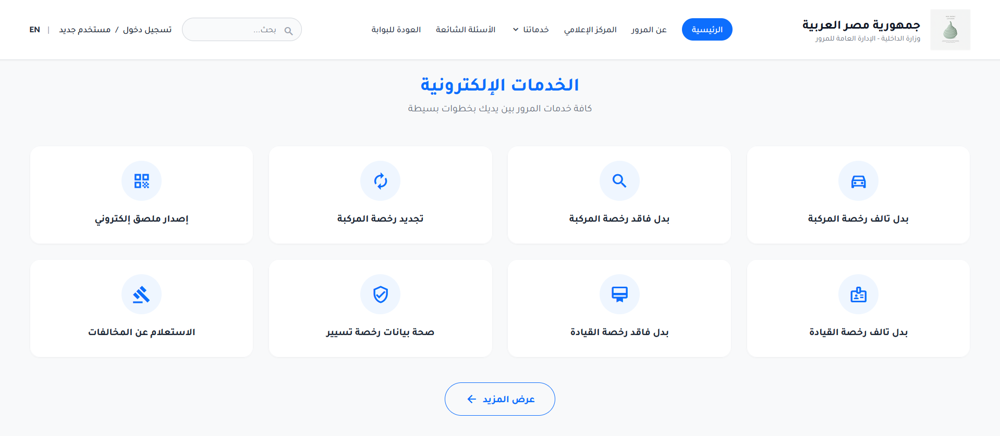 جمهورية مصر العربية
وزارة الداخلية - الإدارة العامة للمرور
الرئيسية
عن المرور
المركز الإعلامي
خدماتنا
الأسئلة الشائعة
العودة للبوابة
بحث...
تسجيل دخول / مستخدم جديد | EN
الخدمات الإلكترونية
كافة خدمات المرور بين يديك بخطوات بسيطة
بدل تالف رخصة المركبة
بدل فاقد رخصة المركبة
تجديد رخصة المركبة
إصدار ملصق إلكتروني
بدل تالف رخصة القيادة
بدل فاقد رخصة القيادة
صحة بيانات رخصة تسيير
الاستعلام عن المخالفات
عرض المزيد